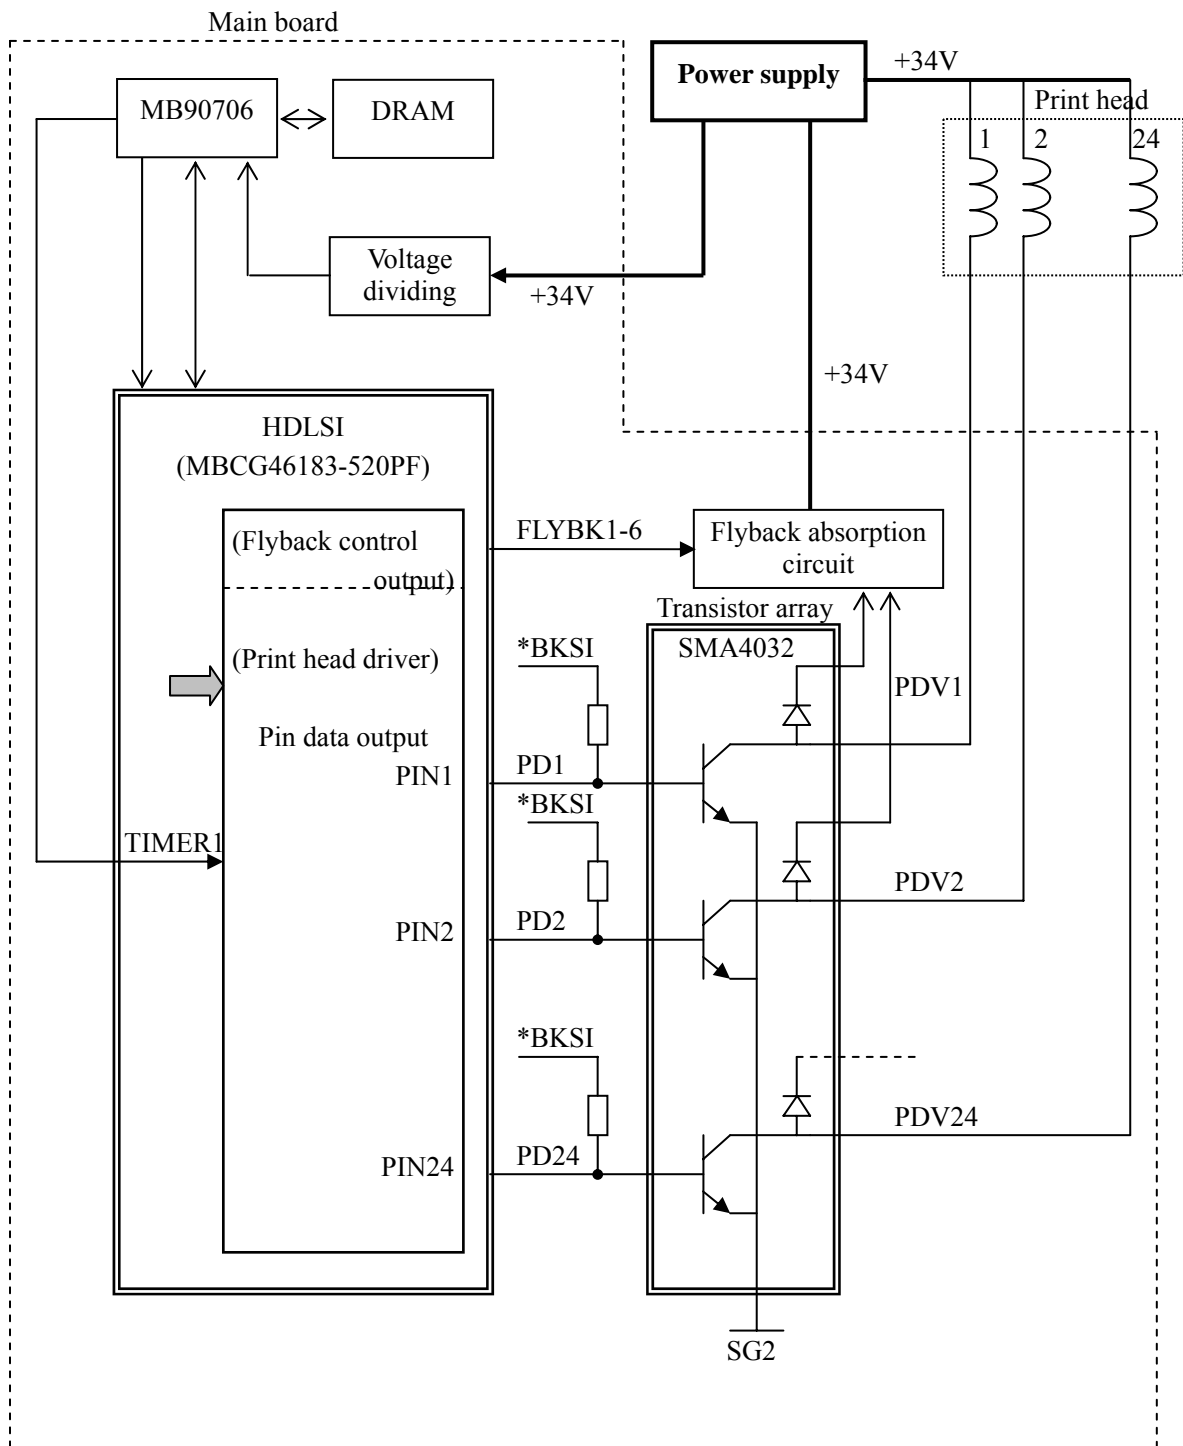 Main board
Power supply
+34V
MB90706
DRAM
Print head
1
2
24
Voltage
dividing
+34V
+34V
HDLSI
(MBCG46183-520PF)
(Flyback control
output)
FLYBK1-6
Flyback absorption
circuit
Transistor array
SMA4032
(Print head driver)
*BKSI
PDV1
Pin data output
PIN1
PD1
*BKSI
TIMER1
PDV2
PIN2
PD2
*BKSI
PDV24
PIN24
PD24
SG2